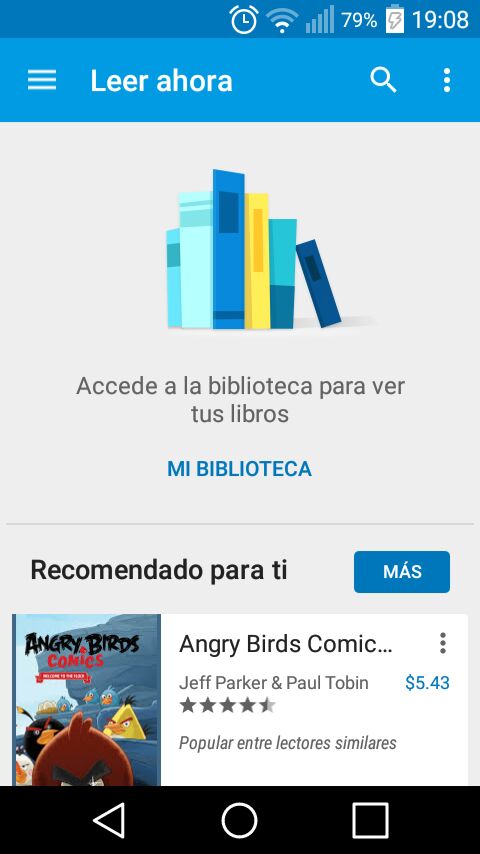 79% 19:08
Leer ahora
Accede a la biblioteca para ver
tus libros
MI BIBLIOTECA
Recomendado para ti
MÁS
ANGRY BIRDS
COMICS
WELCOME TO THE FLOCK
Angry Birds Comic...
Jeff Parker & Paul Tobin $5.43
Popular entre lectores similares